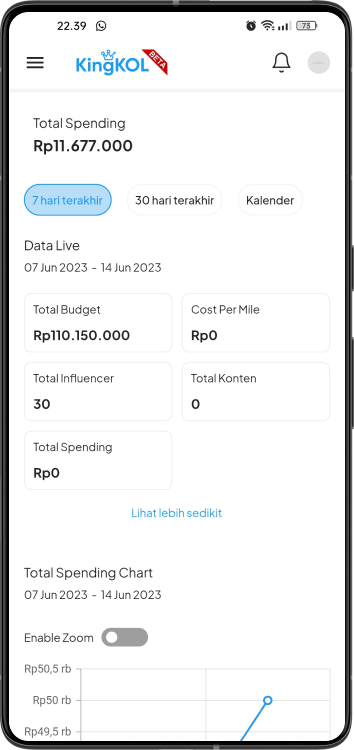 22.39
73
KingKOL BETA
Total Spending
Rp11.677.000
7 hari terakhir
30 hari terakhir
Kalender
Data Live
07 Jun 2023 - 14 Jun 2023
Total Budget
Cost Per Mile
Rp110.150.000
Rp0
Total Influencer
Total Konten
30
0
Total Spending
Rp0
Lihat lebih sedikit
Total Spending Chart
07 Jun 2023 - 14 Jun 2023
Enable Zoom
Rp50,5 rb
Rp50 rb
Rp49,5 rb